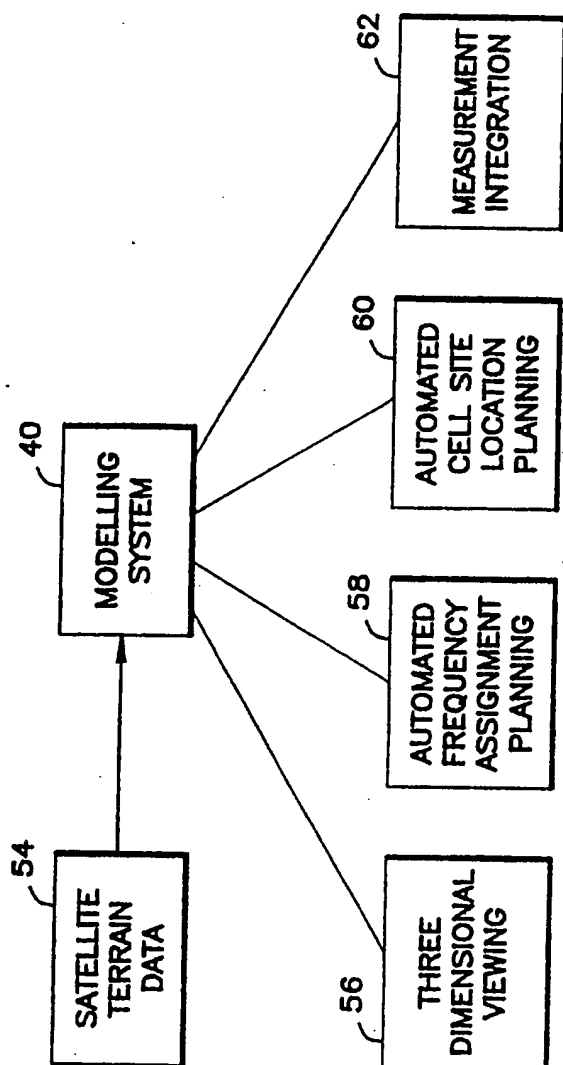 54
SATELLITE
TERRAIN
DATA
40
MODELLING
SYSTEM
56
THREE
DIMENSIONAL
VIEWING
58
AUTOMATED
FREQUENCY
ASSIGNMENT
PLANNING
60
AUTOMATED
CELL SITE
LOCATION
PLANNING
62
MEASUREMENT
INTEGRATION